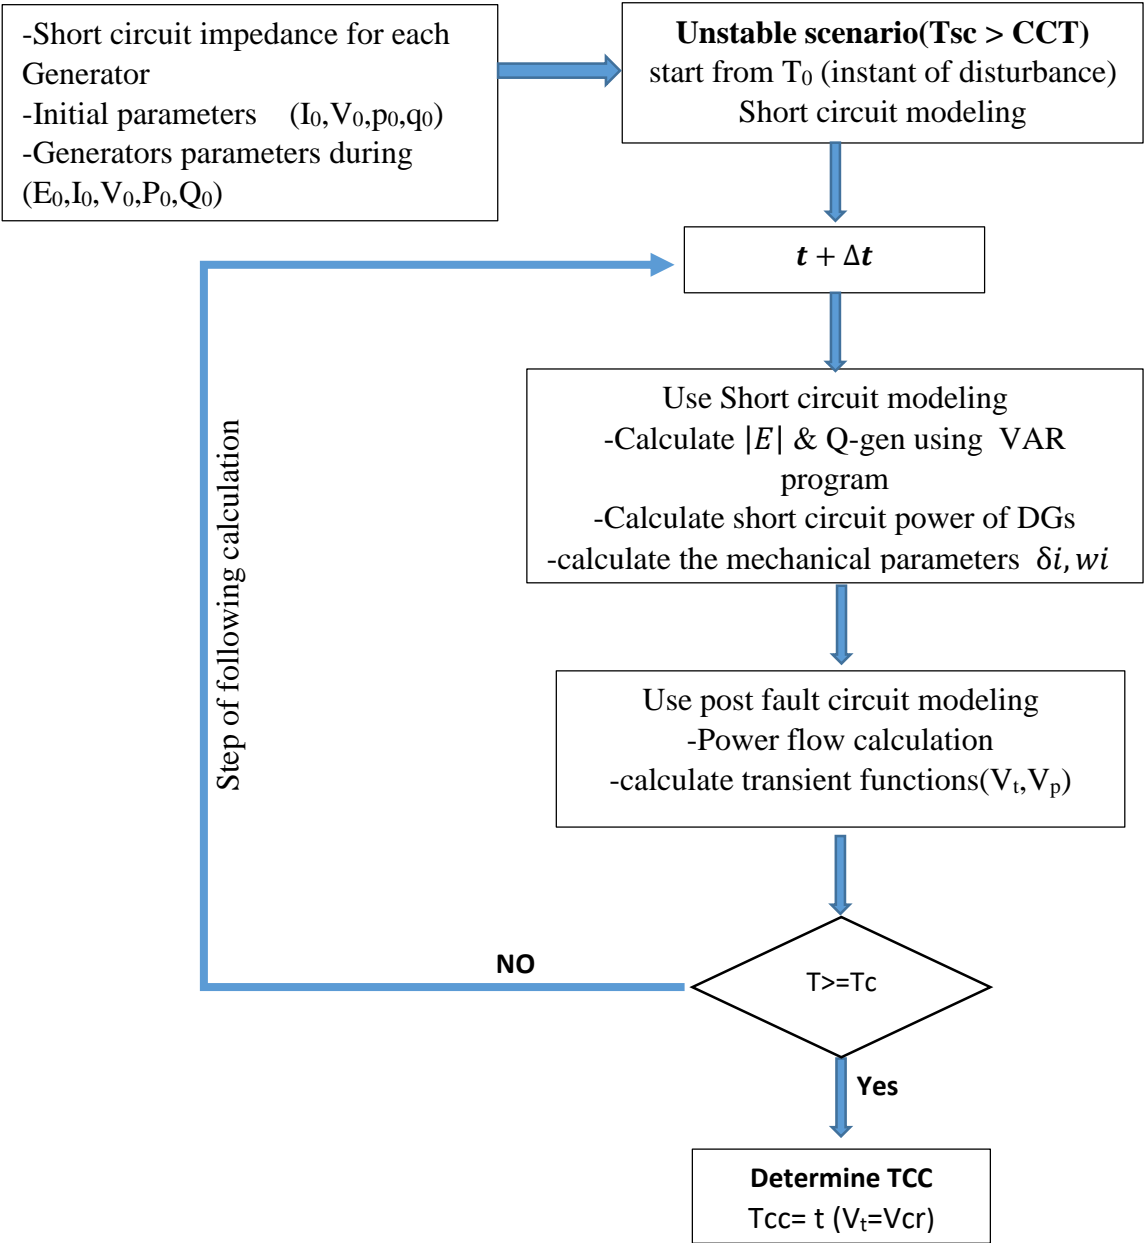 -Short circuit impedance for each
Generator
-Initial parameters (I₀,V₀,p₀,q₀)
-Generators parameters during
(E₀,I₀,V₀,P₀,Q₀)
Unstable scenario(Tsc > CCT)
start from T₀ (instant of disturbance)
Short circuit modeling
t + Δt
Use Short circuit modeling
-Calculate |E| & Q-gen using VAR
program
-Calculate short circuit power of DGs
-calculate the mechanical parameters δi, wi
Step of following calculation
Use post fault circuit modeling
-Power flow calculation
-calculate transient functions(Vₜ,Vₚ)
NO
T>=Tc
Yes
Determine TCC
Tcc= t (Vₜ=Vcr)